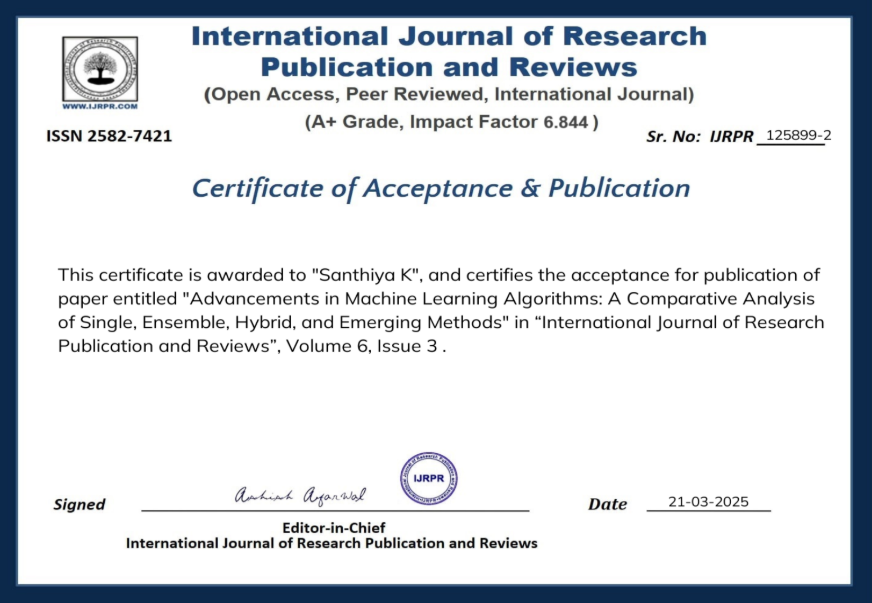 International Journal of Research
Publication and Reviews
(Open Access, Peer Reviewed, International Journal)
(A+ Grade, Impact Factor 6.844 )
WWW.IJRPR.COM
ISSN 2582-7421
Sr. No: IJRPR 125899-2
Certificate of Acceptance & Publication
This certificate is awarded to "Santhiya K", and certifies the acceptance for publication of
paper entitled "Advancements in Machine Learning Algorithms: A Comparative Analysis
of Single, Ensemble, Hybrid, and Emerging Methods" in “International Journal of Research
Publication and Reviews”, Volume 6, Issue 3 .
IJRPR
Signed
Date 21-03-2025
Editor-in-Chief
International Journal of Research Publication and Reviews